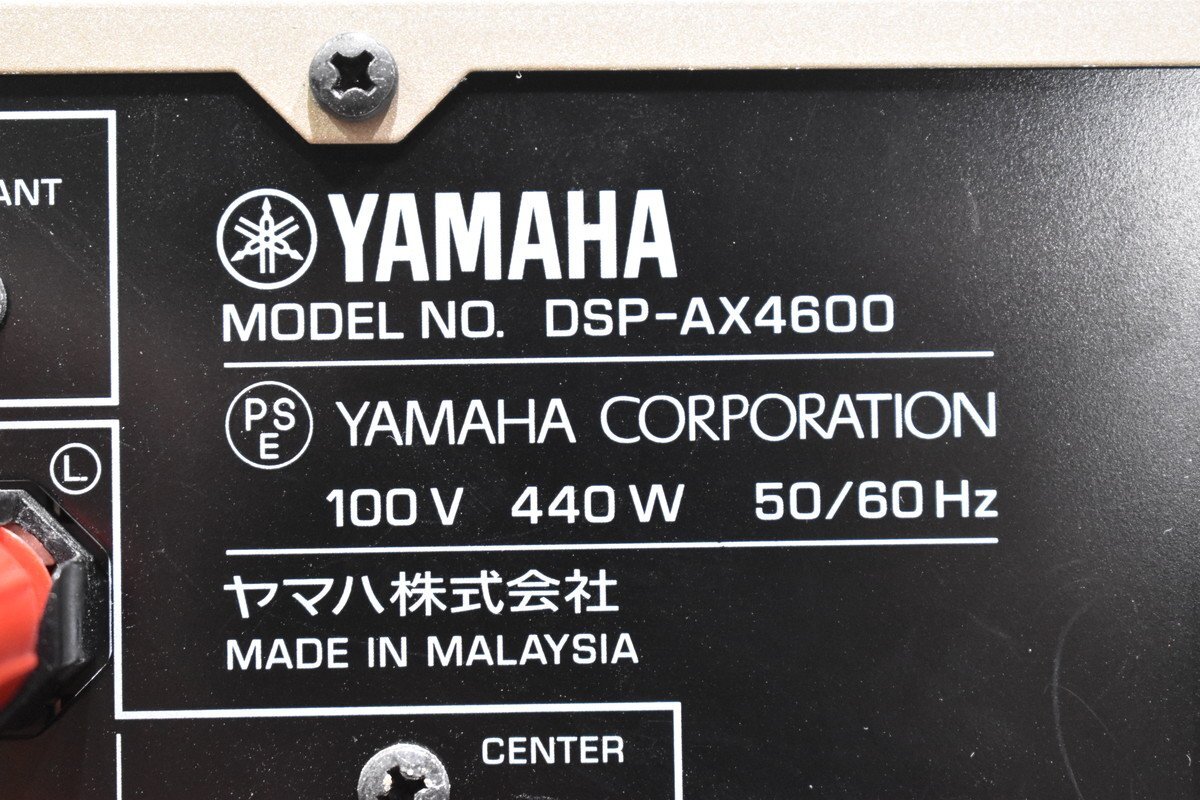 ANT
YAMAHA
MODEL NO. DSP-AX4600
PSE YAMAHA CORPORATION
L
100 V 440 W 50/60 Hz
ヤマハ株式会社
MADE IN MALAYSIA
CENTER